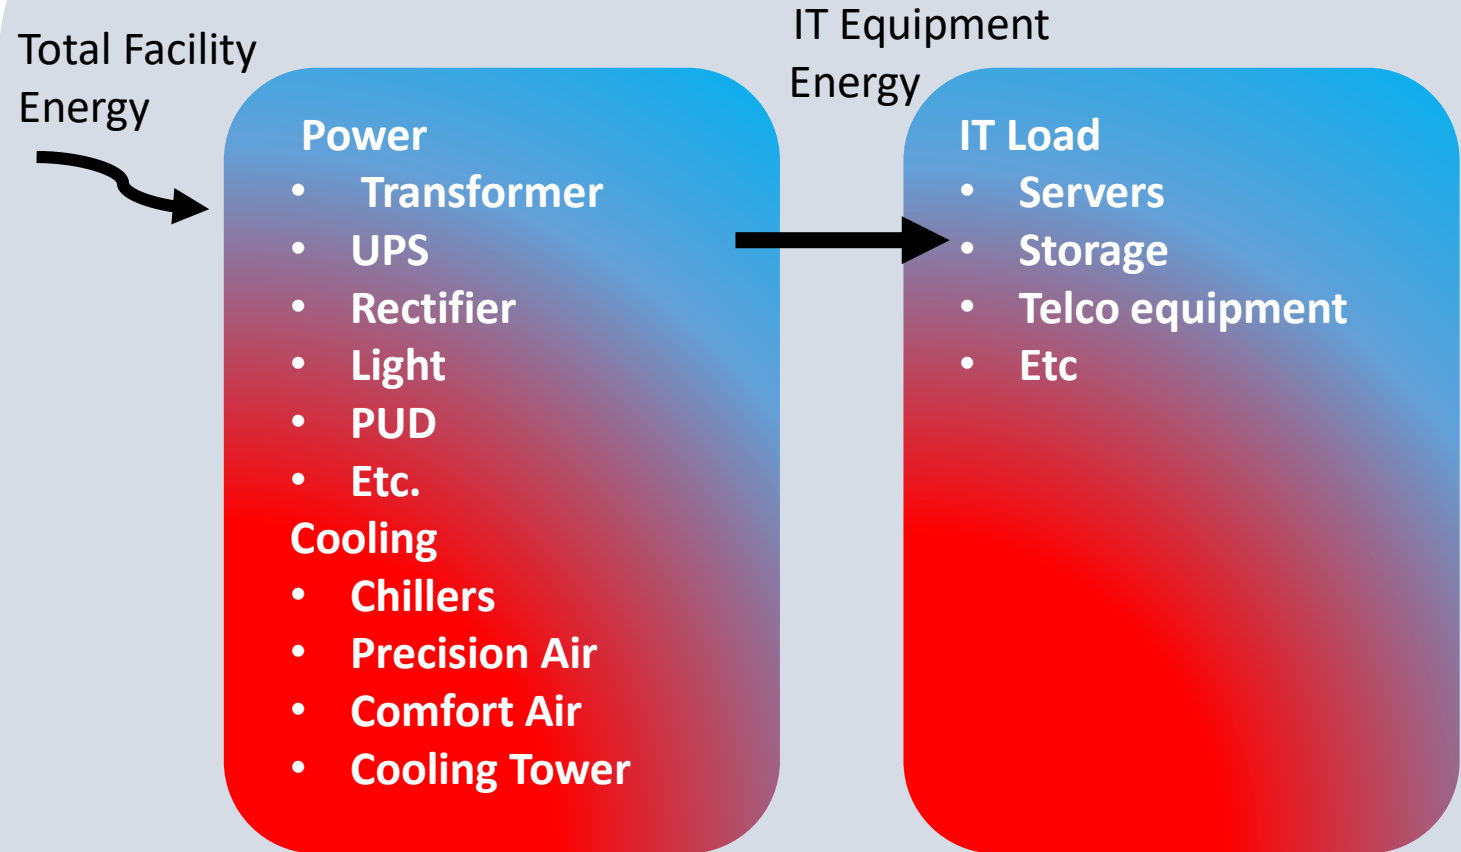 Total Facility
Energy
Power
• Transformer
• UPS
• Rectifier
• Light
• PUD
• Etc.
Cooling
• Chillers
• Precision Air
• Comfort Air
• Cooling Tower
IT Equipment
Energy
IT Load
• Servers
• Storage
• Telco equipment
• Etc